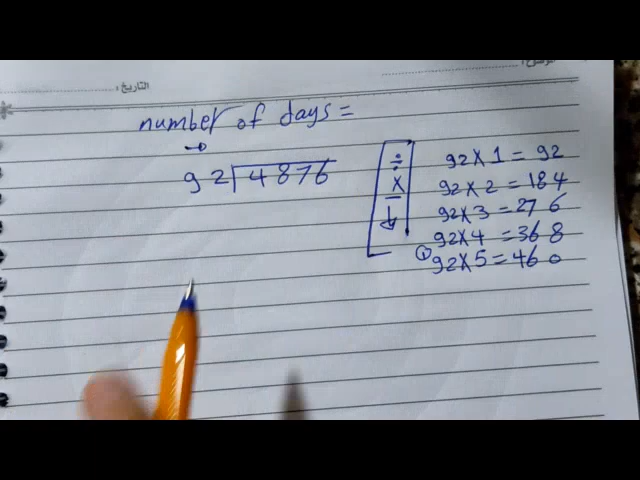 التاريخ:
number of days =
92 4876
÷
×
−
↓
92 × 1 = 92
92 × 2 = 184
92 × 3 = 276
92 × 4 = 368
① 92 × 5 = 460